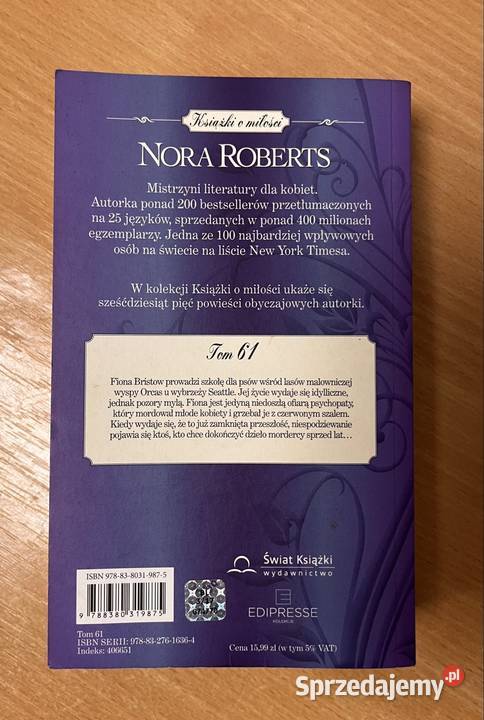 Książki o miłości
NORA ROBERTS
Mistrzyni literatury dla kobiet.
Autorka ponad 200 bestsellerów przetłumaczonych
na 25 języków, sprzedanych w ponad 400 milionach
egzemplarzy. Jedna ze 100 najbardziej wpływowych
osób na świecie na liście New York Timesa.
W kolekcji Książki o miłości ukaże się
sześćdziesiąt pięć powieści obyczajowych autorki.
Tom 61
Fiona Bristow prowadzi szkołę dla psów wśród lasów malowniczej
wyspy Orcas u wybrzeży Seattle. Jej życie wydaje się idylliczne,
jednak pozory mylą. Fiona jest jedyną niedoszłą ofiarą psychopaty,
który mordował młode kobiety i grzebał je z czerwonym szalem.
Kiedy wydaje się, że to już zamknięta przeszłość, niespodziewanie
pojawia się ktoś, kto chce dokończyć dzieło mordercy sprzed lat...
ISBN 978-83-8031-987-5
9 788380 319875
Tom 61
ISBN SERII: 978-83-276-1636-4
Indeks: 406651
Świat Książki
wydawnictwo
E
EDIPRESSE
KOLEKCJE
Cena 15,99 zł (w tym 5% VAT)
Sprzedajemy.pl